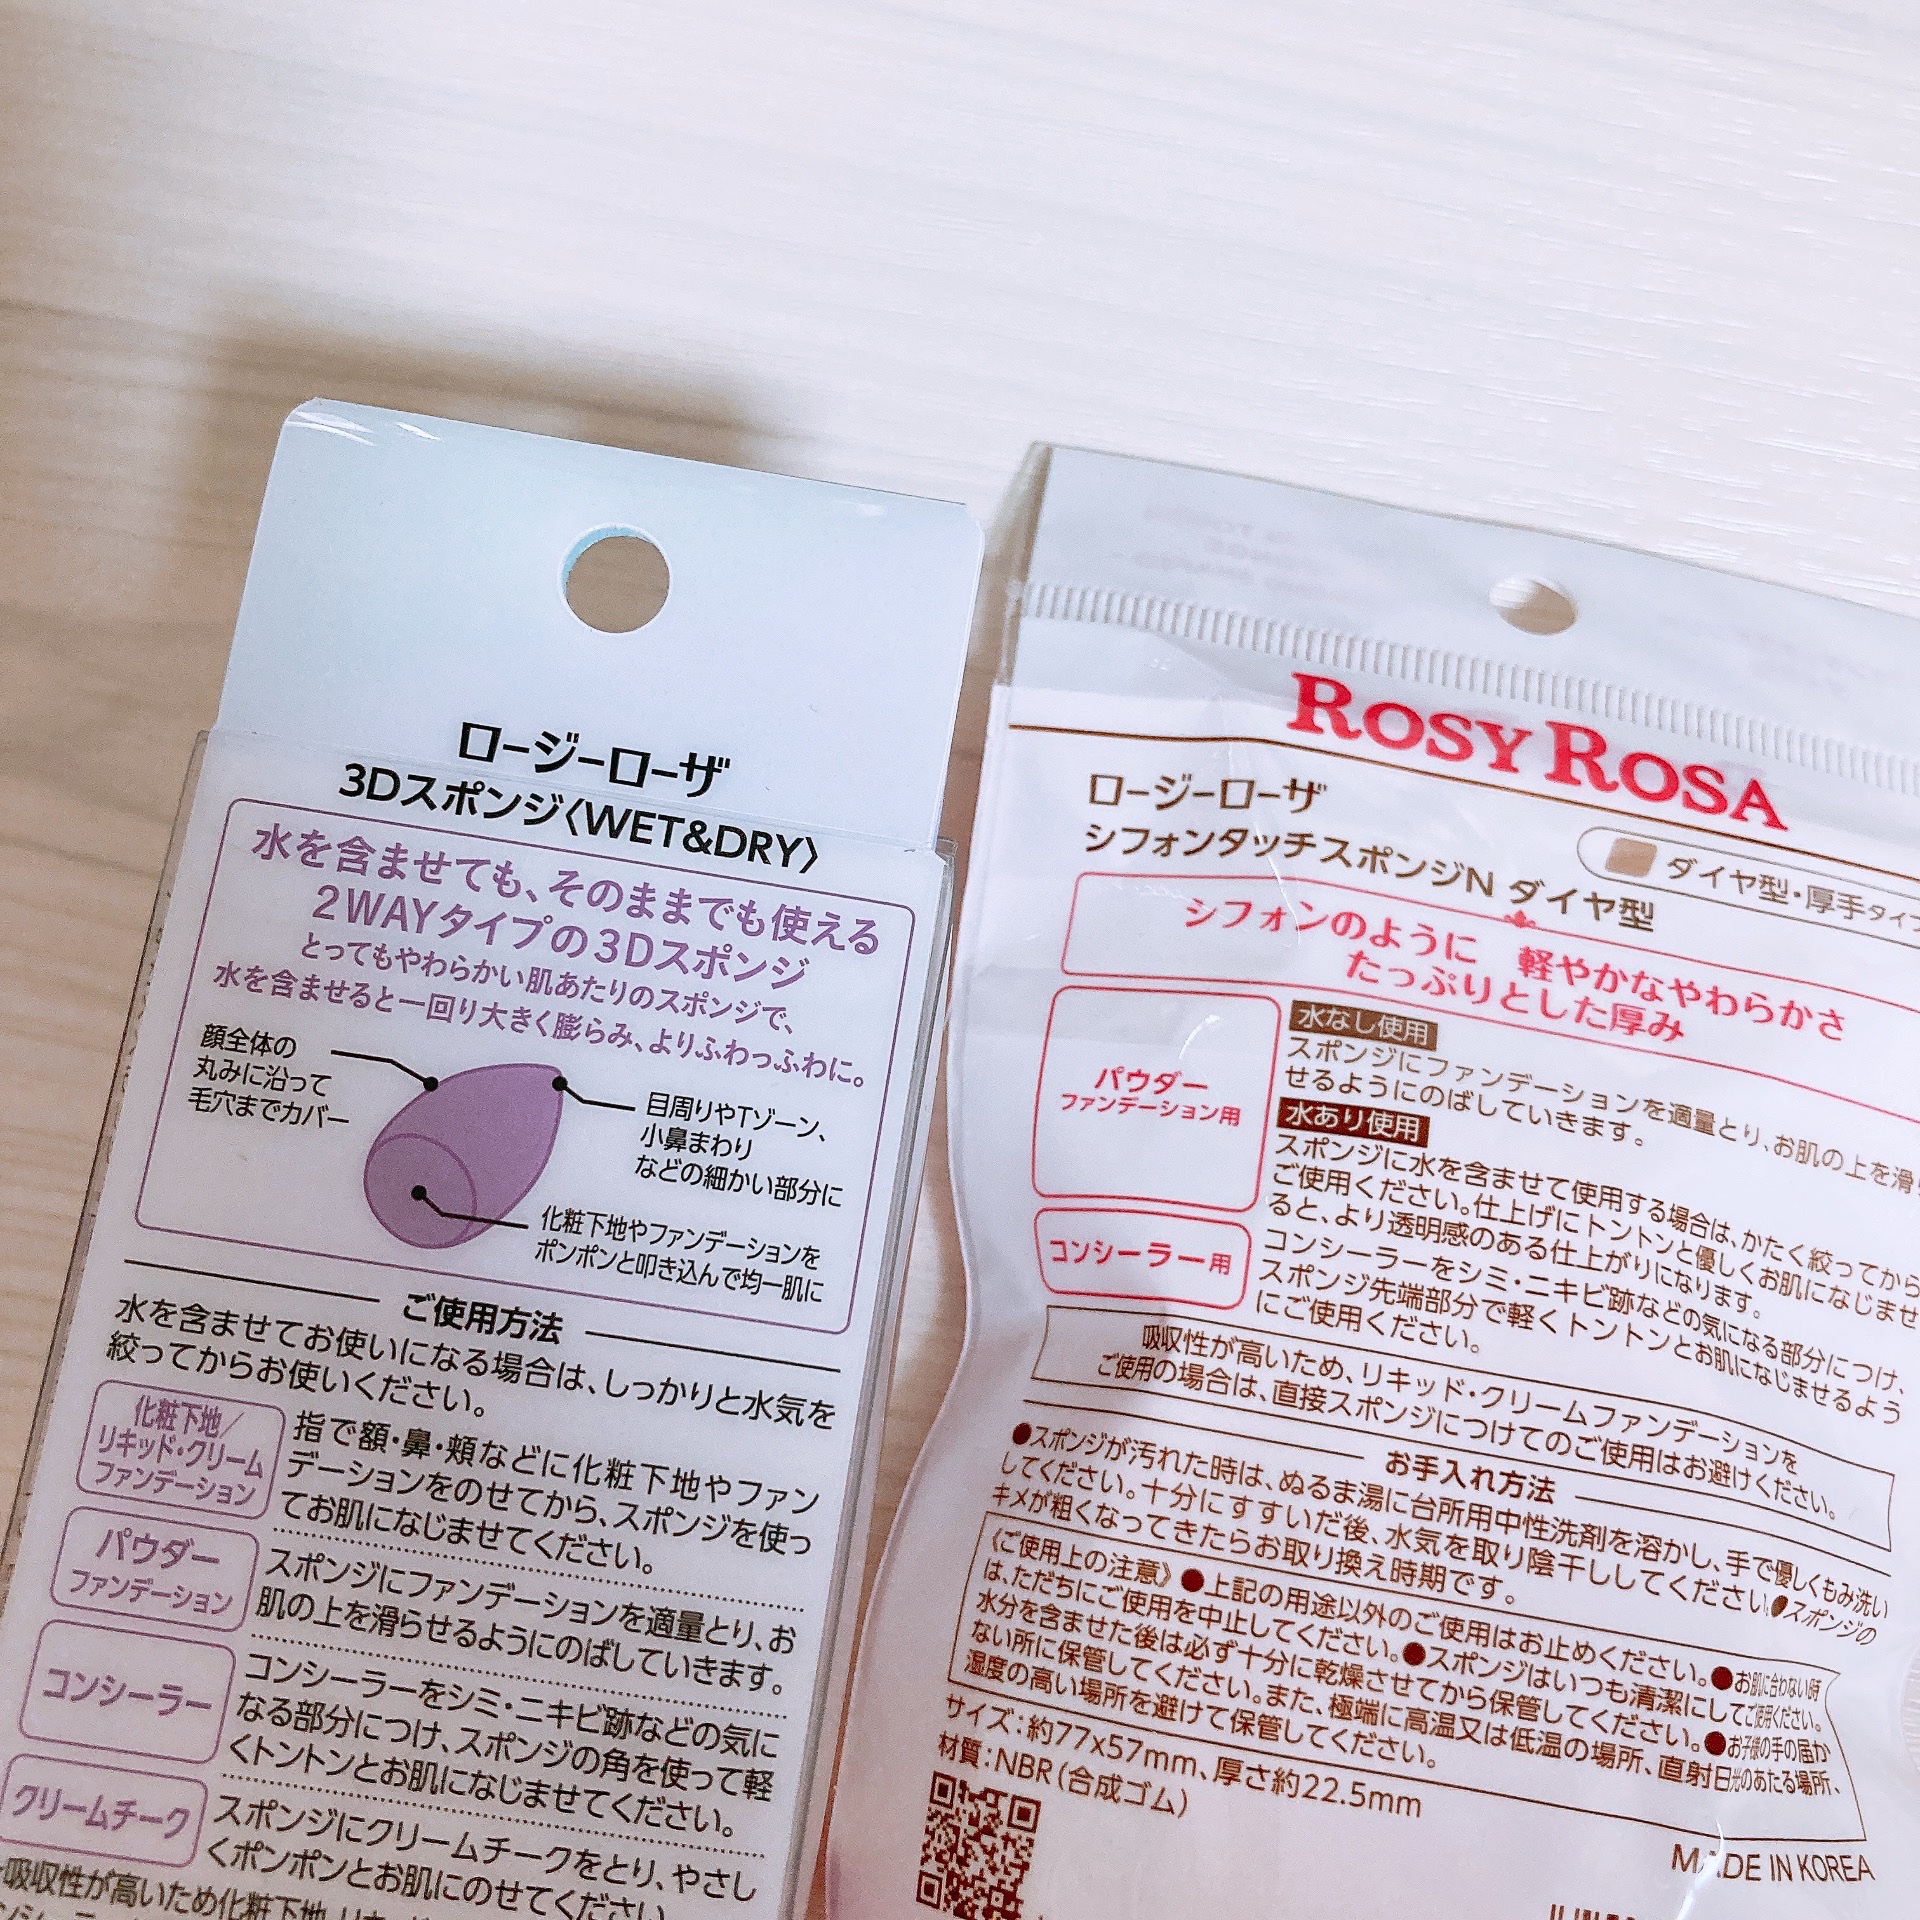 ロージーローザ
3Dスポンジ〈WET&DRY〉
水を含ませても、そのままでも使える
2WAYタイプの3Dスポンジ
とってもやわらかい肌あたりのスポンジで、
水を含ませると一回り大きく膨らみ、よりふわっふわに。
顔全体の
丸みに沿って
毛穴までカバー
目周りやTゾーン、
小鼻まわり
などの細かい部分に
化粧下地やファンデーションを
ポンポンと叩き込んで均一肌に
ご使用方法
水を含ませてお使いになる場合は、しっかりと水気を
絞ってからお使いください。
化粧下地/
リキッド・クリーム
ファンデーション
指で額・鼻・頬などに化粧下地やファン
デーションをのせてから、スポンジを使っ
てお肌になじませてください。
パウダー
ファンデーション
スポンジにファンデーションを適量とり、お
肌の上を滑らせるようにのばしていきます。
コンシーラー
コンシーラーをシミ・ニキビ跡などの気に
なる部分につけ、スポンジの角を使って軽
くトントンとお肌になじませてください。
クリームチーク
スポンジにクリームチークをとり、やさし
くポンポンとお肌にのせてください。
吸収性が高いため化粧下地
ROSY ROSA
ロージーローザ
シフォンタッチスポンジN ダイヤ型
ダイヤ型・厚手タイプ
シフォンのように 軽やかなやわらかさ
たっぷりとした厚み
パウダー
ファンデーション用
水なし使用
スポンジにファンデーションを適量とり、お肌の上を滑ら
せるようにのばしていきます。
水あり使用
スポンジに水を含ませて使用する場合は、かたく絞ってから
ご使用ください。仕上げにトントンと優しくお肌になじませ
ると、より透明感のある仕上がりになります。
コンシーラー用
コンシーラーをシミ・ニキビ跡などの気になる部分につけ、
スポンジ先端部分で軽くトントンとお肌になじませるよう
にご使用ください。
吸収性が高いため、リキッド・クリームファンデーションを
ご使用の場合は、直接スポンジにつけてのご使用はお避けください。
お手入れ方法
●スポンジが汚れた時は、ぬるま湯に台所用中性洗剤を溶かし、手で優しくもみ洗い
してください。十分にすすいだ後、水気を取り陰干ししてください。●スポンジの
キメが粗くなってきたらお取り換え時期です。
《ご使用上の注意》●上記の用途以外のご使用はお止めください。●お肌に合わない時
は、ただちにご使用を中止してください。●スポンジはいつも清潔にしてご使用ください。
水分を含ませた後は必ず十分に乾燥させてから保管してください。●お子様の手の届か
ない所に保管してください。また、極端に高温又は低温の場所、直射日光のあたる場所、
湿度の高い場所を避けて保管してください。
サイズ：約77x57mm、厚さ約22.5mm
材質：NBR（合成ゴム）
MADE IN KOREA